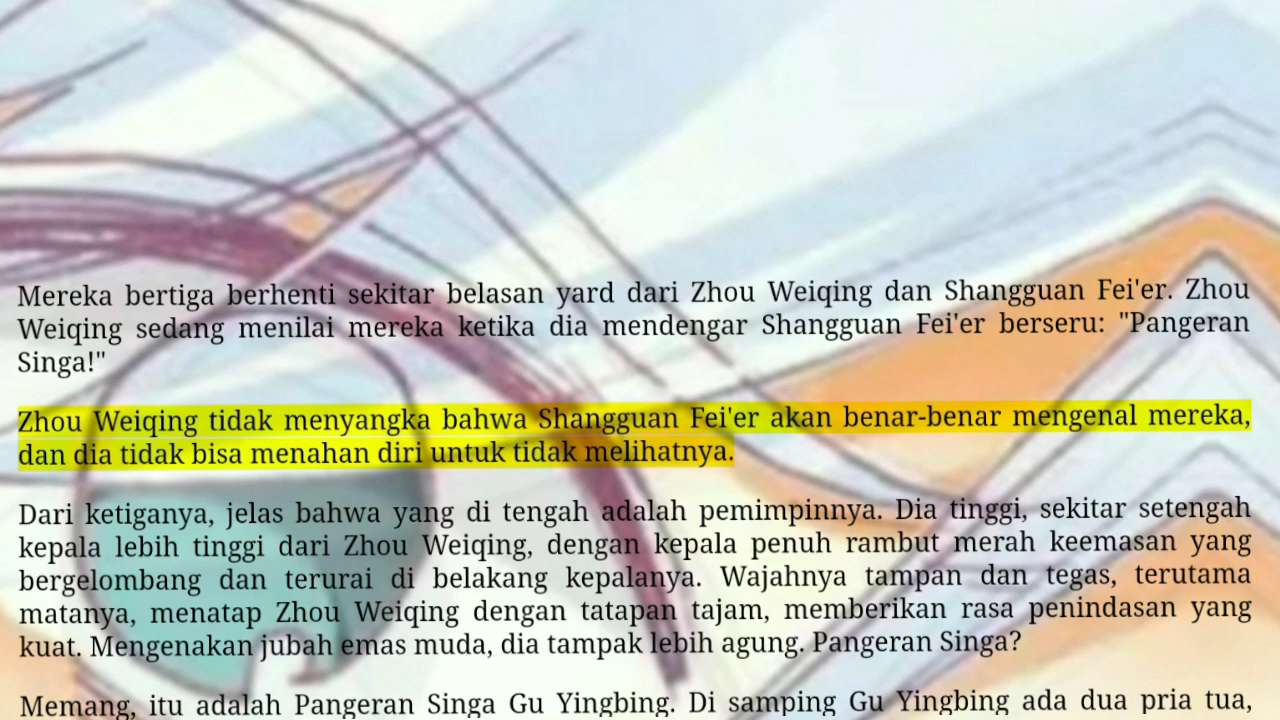 Mereka bertiga berhenti sekitar belasan yard dari Zhou Weiqing dan Shangguan Fei'er. Zhou
Weiqing sedang menilai mereka ketika dia mendengar Shangguan Fei'er berseru: "Pangeran
Singa!"
Zhou Weiqing tidak menyangka bahwa Shangguan Fei'er akan benar-benar mengenal mereka,
dan dia tidak bisa menahan diri untuk tidak melihatnya.
Dari ketiganya, jelas bahwa yang di tengah adalah pemimpinnya. Dia tinggi, sekitar setengah
kepala lebih tinggi dari Zhou Weiqing, dengan kepala penuh rambut merah keemasan yang
bergelombang dan terurai di belakang kepalanya. Wajahnya tampan dan tegas, terutama
matanya, menatap Zhou Weiqing dengan tatapan tajam, memberikan rasa penindasan yang
kuat. Mengenakan jubah emas muda, dia tampak lebih agung. Pangeran Singa?
Memang, itu adalah Pangeran Singa Gu Yingbing. Di samping Gu Yingbing ada dua pria tua,